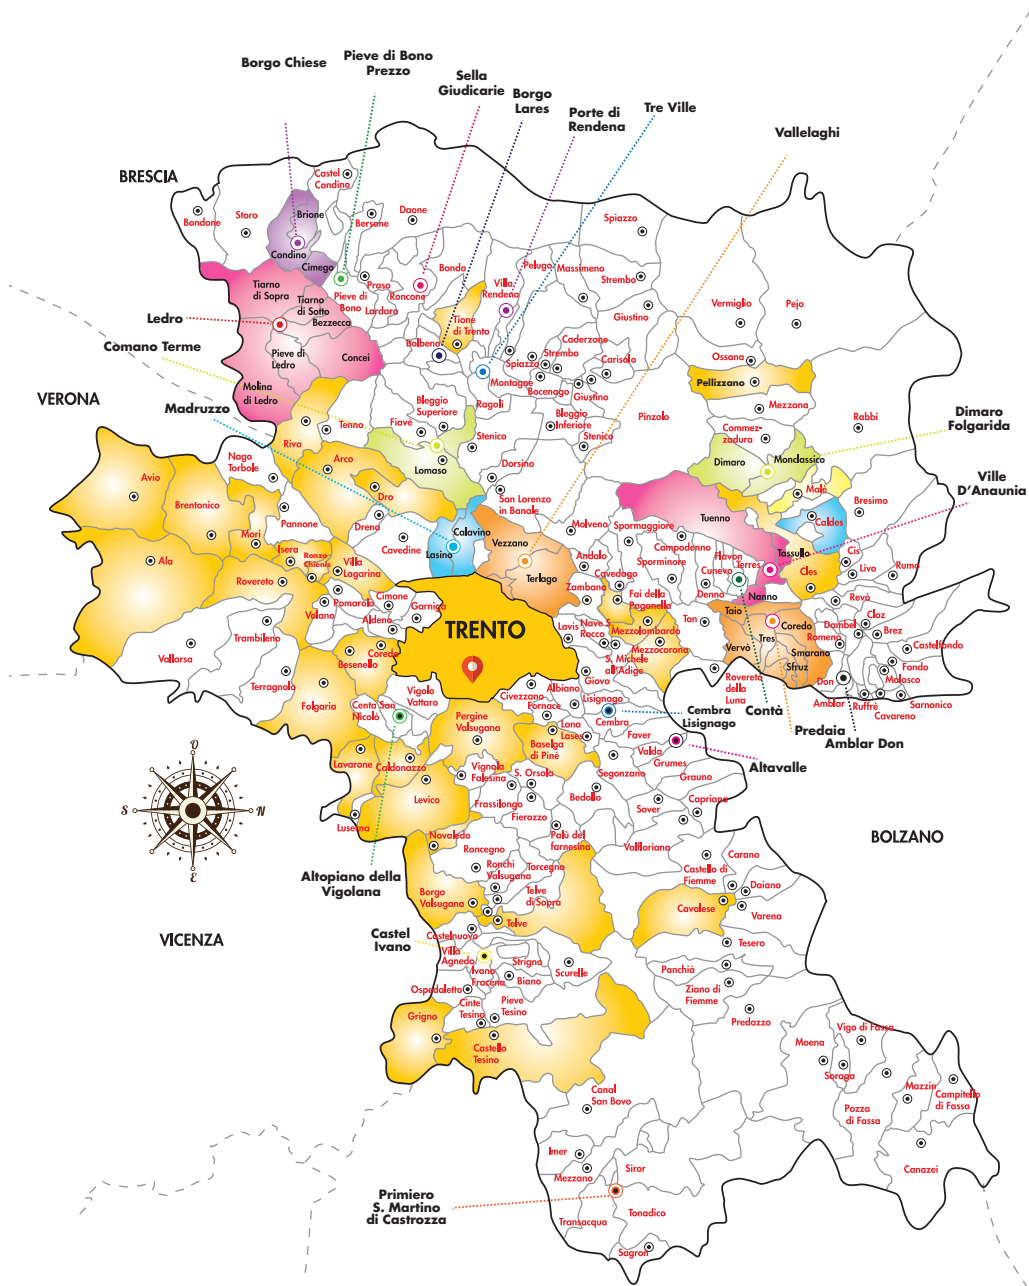 Borgo Chiese
Pieve di Bono
Prezzo
Sella
Giudicarie
Borgo
Lares
Porte di
Rendena
Tre Ville
Vallelaghi
BRESCIA
Castel
Condino
Bondone
Storo
Brione
Bersone
Daone
Spiazzo
Condino
Cimego
Tiarno
di Sopra
Tiarno
di Sotto
Bezzecca
Pieve di
Bono
Praso
Lardaro
Roncone
Bondo
Villa
Rendena
Pelugo
Massimeno
Strembo
Giustino
Vermiglio
Pejo
Ledro
Pieve di
Ledro
Concei
Molina
di Ledro
Tione
di Trento
Bolbeno
Montagne
Spiazzo
Strembo
Caderzone
Bocenago
Giustino
Carisolo
Ossana
Pellizzano
Mezzana
Comano Terme
Madruzzo
VERONA
Riva
Tenno
Fiavé
Bleggio
Superiore
Ragoli
Stenico
Bleggio
Inferiore
Stenico
Pinzolo
Commez-
zadura
Rabbi
Dimaro
Folgarida
Dimaro
Monclassico
Ville
D'Anaunia
Nago
Torbole
Arco
Lomaso
Dorsino
San Lorenzo
in Banale
Avio
Brentonico
Pannone
Dro
Dreno
Cavedine
Calavino
Lasino
Vezzano
Terlago
Molveno
Andalo
Spormaggiore
Campodenno
Tuenno
Malé
Caldes
Bresimo
Mori
Isera
Ronzo
Chienis
Villa
Lagarina
Ala
Rovereto
Volano
Pomarolo
Cimone
Aldeno
Garniga
Zambana
Cavedago
Sporminore
Fai della
Paganella
Flavon
Terres
Cunevo
Denno
Tassullo
Nanno
Cles
Cis
Livo
Rumo
Revò
TRENTO
Trambileno
Vallarsa
Terragnolo
Besenello
Corede
Lavis
Nave S.
Rocco
Mezzolombardo
Mezzocorona
S. Michele
all'Adige
Ton
Taio
Vervò
Tres
Coredo
Smarana
Sfruz
Dambel
Romeno
Cloz
Brez
Castelfondo
Fondo
Malosco
Sarnonico
Don
Amblar
Ruffrè
Cavareno
Folgaria
Centa San
Nicolò
Vigolo
Vattaro
Civezzano
Albiano
Fornace
Giovo
Lisignago
Cembra
Rovereto
della
Luna
Cembra
Lisignago
Contà
Predaia
Amblar Don
Pergine
Valsugana
Baselga
di Pinè
Lona
Lases
Faver
Valda
Grumes
Grauno
Segonzano
Altavalle
Lavarone
Caldonazzo
Levico
Vignola
Falesina
S. Orsola
Frassilongo
Fierozzo
Bedollo
Sover
Capriana
O
S
N
E
Luserna
Novaledo
Palù del
farnesina
Valfloriano
BOLZANO
Altopiano della
Vigolana
Roncegno
Ronchi
Valsugana
Torcegno
Borgo
Valsugana
Telve
di Sopra
Telve
Carano
Castello di
Fiemme
Daiano
Cavalese
Varena
VICENZA
Castel
Ivano
Castelnuovo
Villa
Agnedo
Ivano
Fracena
Strigno
Biano
Scurelle
Tesero
Panchià
Ziano di
Fiemme
Predazzo
Ospedaletto
Cinte
Tesino
Pieve
Tesino
Grigno
Castello
Tesino
Canal
San Bovo
Moena
Vigo di Fassa
Soraga
Mazzin
Campitello
di Fassa
Pozza
di Fassa
Canazei
Imer
Mezzano
Siror
Tonadico
Transacqua
Sagron
Primiero
S. Martino
di Castrozza